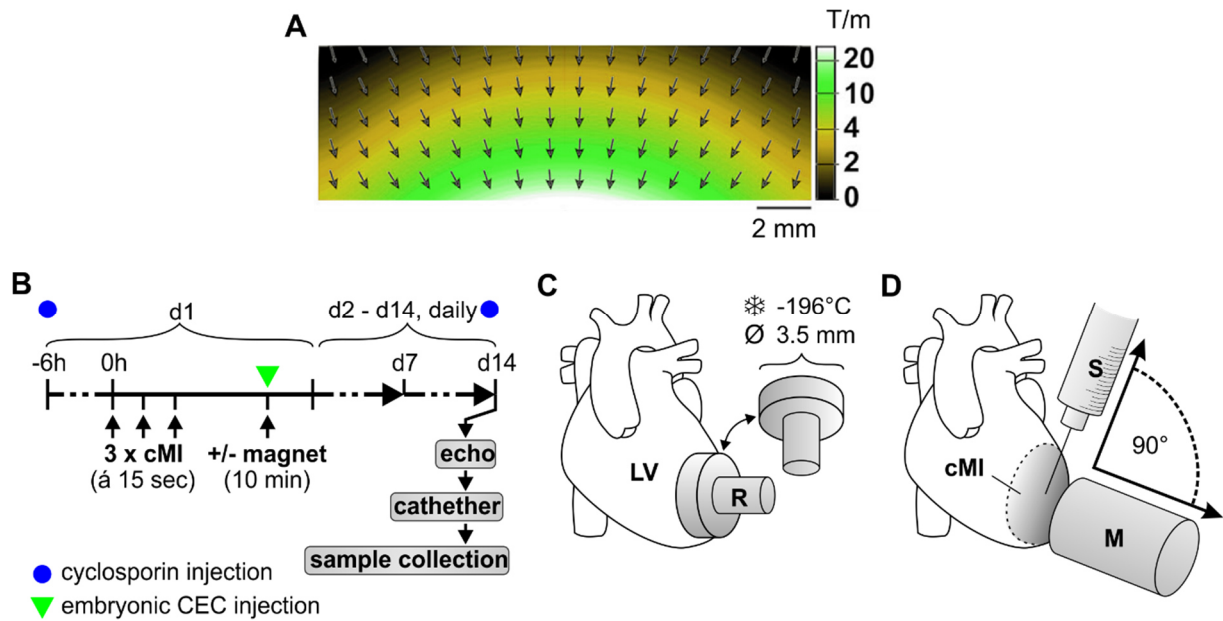 A
T/m
20
10
4
2
0
2 mm
B
d1
d2 - d14, daily
-6h
0h
d7
d14
3 x cMI
(á 15 sec)
+/- magnet
(10 min)
echo
cathether
sample collection
cyclosporin injection
embryonic CEC injection
C
-196°C
Ø 3.5 mm
LV
R
D
S
90°
cMI
M